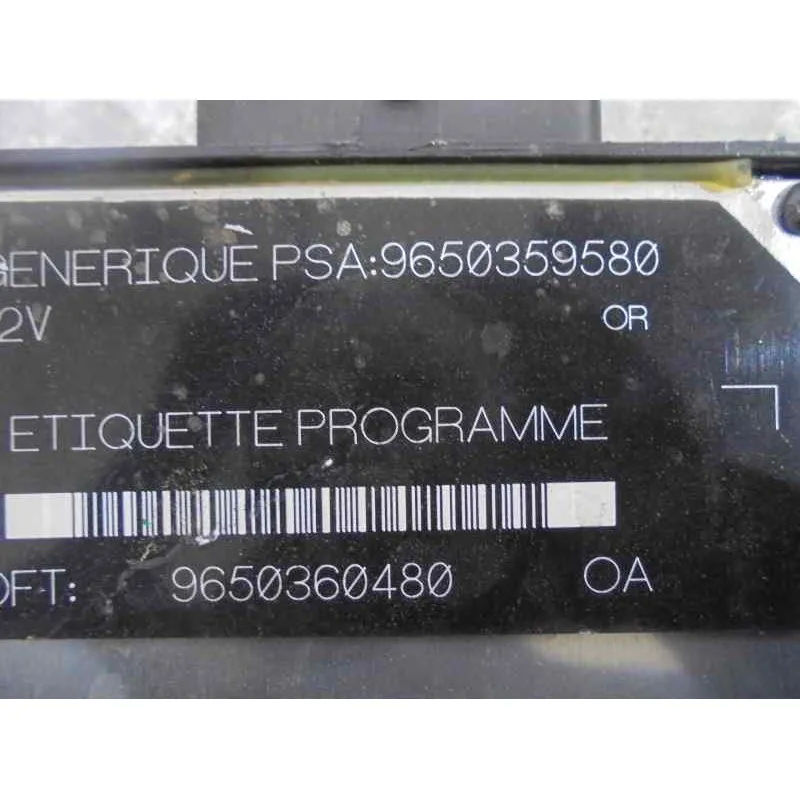 GENERIQUE PSA:9650359580
2V OR
ETIQUETTE PROGRAMME
OFT: 9650360480 OA